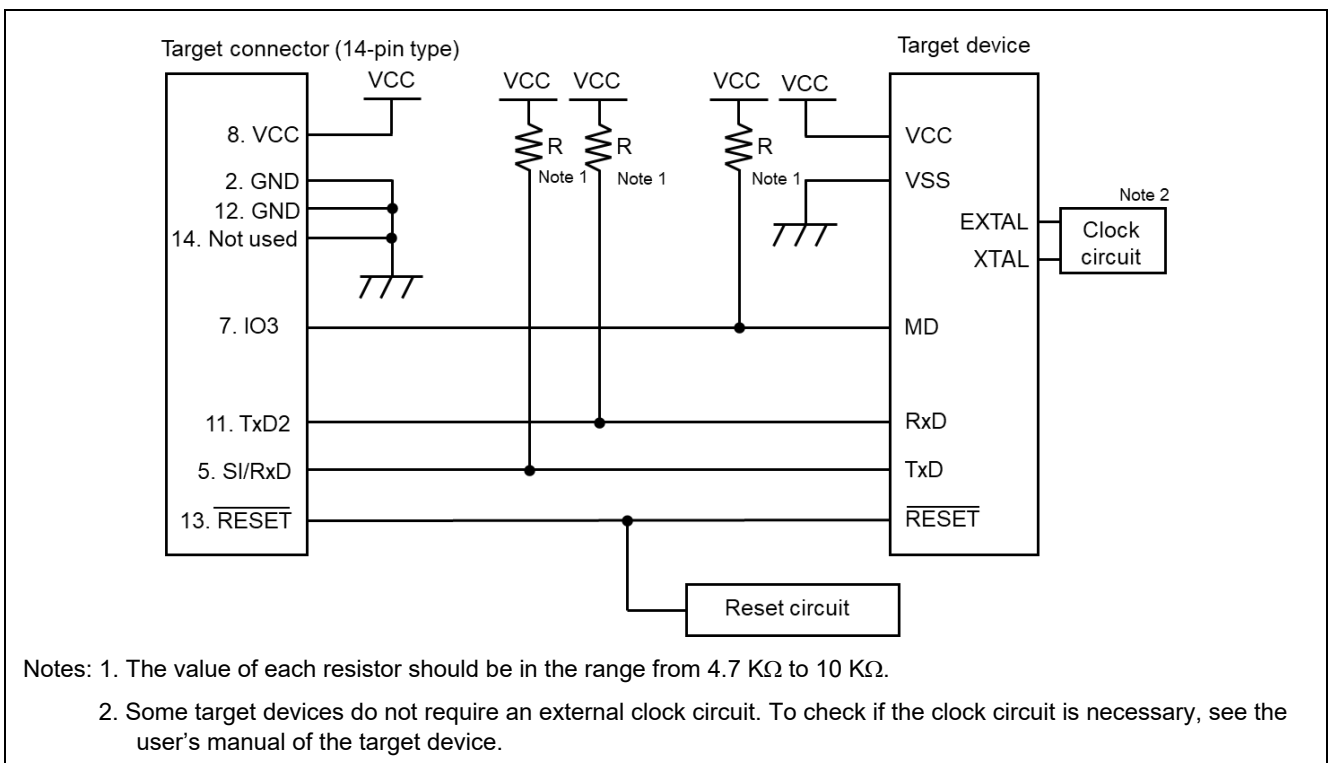 Target connector (14-pin type)
Target device
VCC
VCC
VCC
VCC
VCC
8. VCC
R
R
R
VCC
Note 1
Note 1
Note 1
2. GND
VSS
Note 2
12. GND
EXTAL
Clock
circuit
14. Not used
XTAL
7. IO3
MD
11. TxD2
RxD
5. SI/RxD
TxD
13. RESET
RESET
Reset circuit
Notes: 1. The value of each resistor should be in the range from 4.7 KΩ to 10 KΩ.
2. Some target devices do not require an external clock circuit. To check if the clock circuit is necessary, see the
user’s manual of the target device.